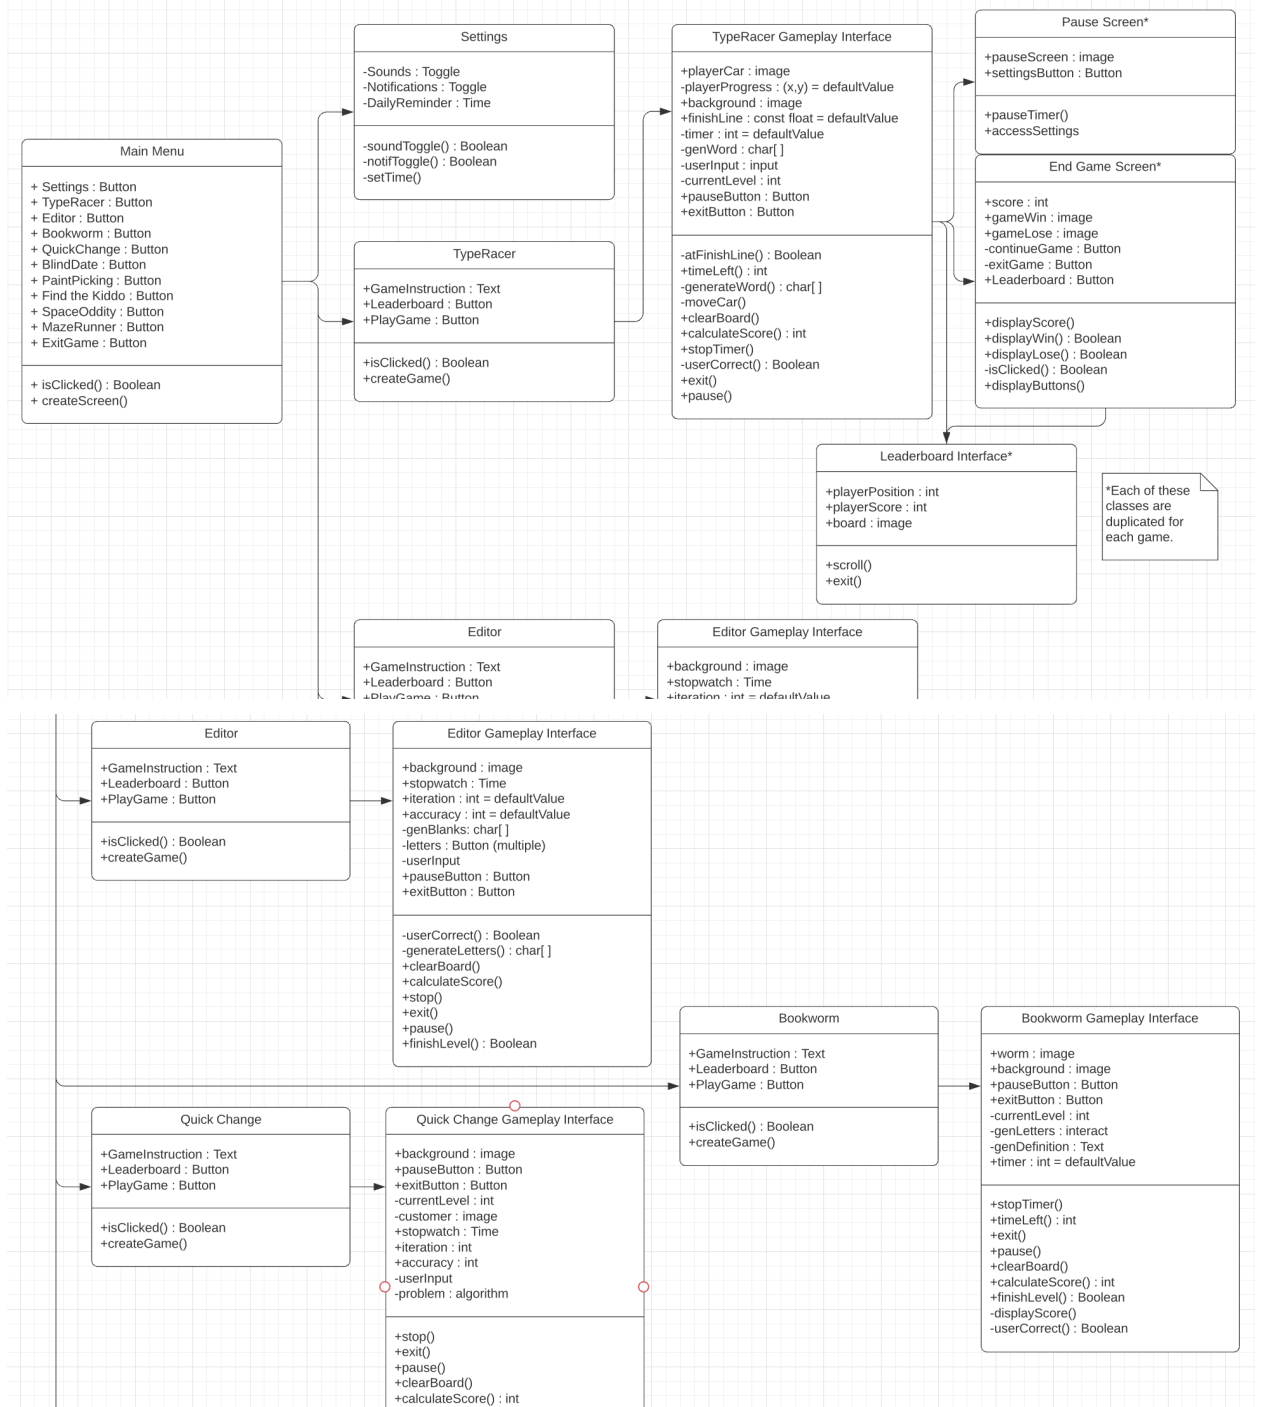 Main Menu
+ Settings : Button
+ TypeRacer : Button
+ Editor : Button
+ Bookworm : Button
+ QuickChange : Button
+ BlindDate : Button
+ PaintPicking : Button
+ Find the Kiddo : Button
+ SpaceOddity : Button
+ MazeRunner : Button
+ ExitGame : Button
+ isClicked() : Boolean
+ createScreen()
Settings
-Sounds : Toggle
-Notifications : Toggle
-DailyReminder : Time
-soundToggle() : Boolean
-notifToggle() : Boolean
-setTime()
TypeRacer
+GameInstruction : Text
+Leaderboard : Button
+PlayGame : Button
+isClicked() : Boolean
+createGame()
TypeRacer Gameplay Interface
+playerCar : image
-playerProgress : (x,y) = defaultValue
+background : image
+finishLine : const float = defaultValue
-timer : int = defaultValue
-genWord : char[ ]
-userInput : input
-currentLevel : int
+pauseButton : Button
+exitButton : Button
-atFinishLine() : Boolean
+timeLeft() : int
-generateWord() : char[ ]
-moveCar()
+clearBoard()
+calculateScore() : int
+stopTimer()
-userCorrect() : Boolean
+exit()
+pause()
Pause Screen*
+pauseScreen : image
+settingsButton : Button
+pauseTimer()
+accessSettings
End Game Screen*
+score : int
+gameWin : image
+gameLose : image
-continueGame : Button
-exitGame : Button
+Leaderboard : Button
+displayScore()
+displayWin() : Boolean
+displayLose() : Boolean
-isClicked() : Boolean
+displayButtons()
Leaderboard Interface*
+playerPosition : int
+playerScore : int
+board : image
+scroll()
+exit()
*Each of these
classes are
duplicated for
each game.
Editor
+GameInstruction : Text
+Leaderboard : Button
+PlayGame : Button
Editor Gameplay Interface
+background : image
+stopwatch : Time
+iteration : int = defaultValue
Editor
+GameInstruction : Text
+Leaderboard : Button
+PlayGame : Button
+isClicked() : Boolean
+createGame()
Editor Gameplay Interface
+background : image
+stopwatch : Time
+iteration : int = defaultValue
+accuracy : int = defaultValue
-genBlanks: char[ ]
-letters : Button (multiple)
-userInput
+pauseButton : Button
+exitButton : Button
-userCorrect() : Boolean
-generateLetters() : char[ ]
+clearBoard()
+calculateScore()
+stop()
+exit()
+pause()
+finishLevel() : Boolean
Bookworm
+GameInstruction : Text
+Leaderboard : Button
+PlayGame : Button
+isClicked() : Boolean
+createGame()
Bookworm Gameplay Interface
+worm : image
+background : image
+pauseButton : Button
+exitButton : Button
-currentLevel : int
-genLetters : interact
-genDefinition : Text
+timer : int = defaultValue
+stopTimer()
+timeLeft() : int
+exit()
+pause()
+clearBoard()
+calculateScore() : int
+finishLevel() : Boolean
-displayScore()
-userCorrect() : Boolean
Quick Change
+GameInstruction : Text
+Leaderboard : Button
+PlayGame : Button
+isClicked() : Boolean
+createGame()
Quick Change Gameplay Interface
+background : image
+pauseButton : Button
+exitButton : Button
-currentLevel : int
-customer : image
+stopwatch : Time
+iteration : int
+accuracy : int
-userInput
-problem : algorithm
+stop()
+exit()
+pause()
+clearBoard()
+calculateScore() : int